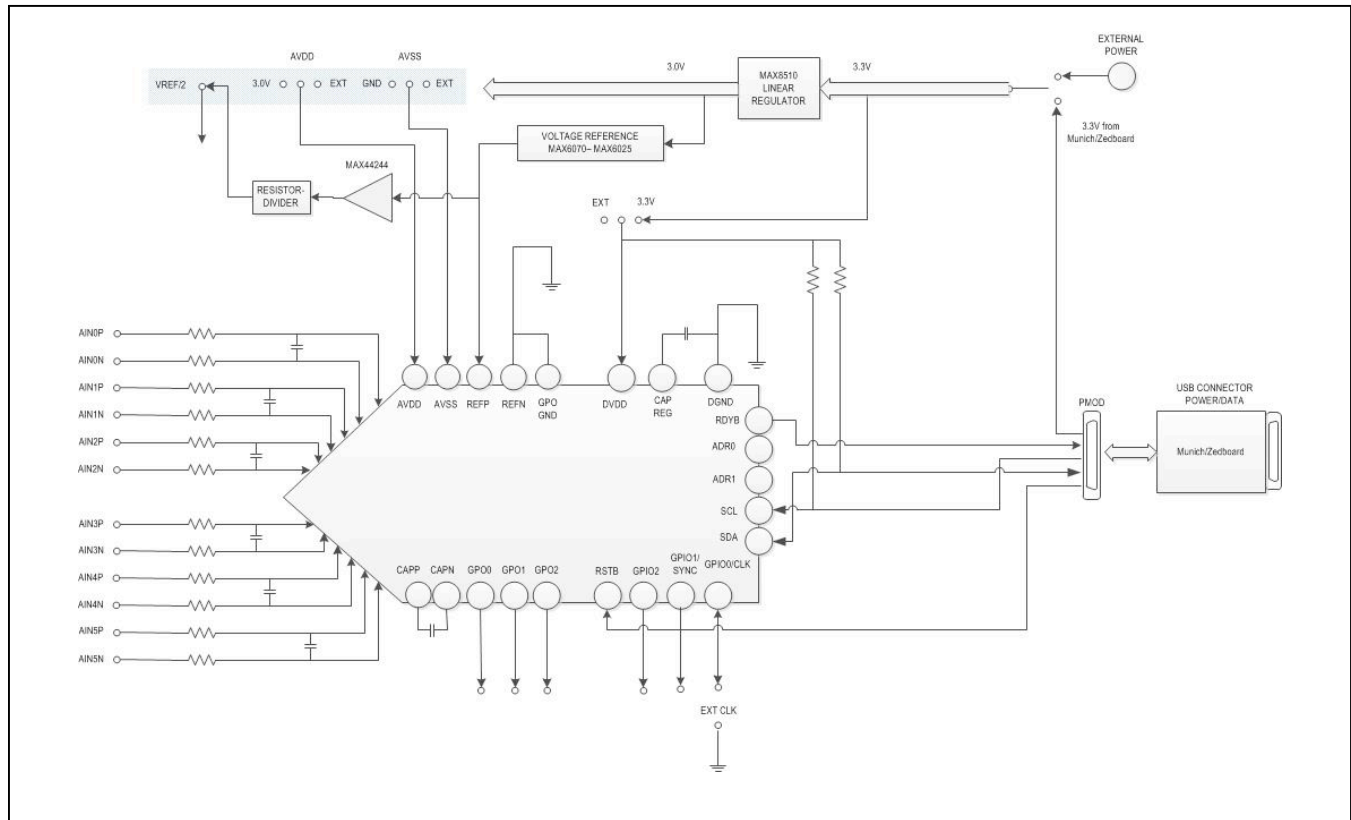 EXTERNAL
POWER
AVDD
AVSS
VREF/2
3.0V
EXT
GND
EXT
3.0V
MAX8510
LINEAR
REGULATOR
3.3V
3.3V from
Munich/Zedboard
VOLTAGE REFERENCE
MAX6070– MAX6025
MAX44244
RESISTOR-
DIVIDER
EXT
3.3V
AIN0P
AIN0N
AIN1P
AIN1N
AIN2P
AIN2N
AIN3P
AIN3N
AIN4P
AIN4N
AIN5P
AIN5N
AVDD
AVSS
REFP
REFN
GPO
GND
DVDD
CAP
REG
DGND
RDYB
ADR0
ADR1
SCL
SDA
CAPP
CAPN
GPO0
GPO1
GPO2
RSTB
GPIO2
GPIO1/
SYNC
GPIO0/CLK
EXT CLK
PMOD
USB CONNECTOR
POWER/DATA
Munich/Zedboard